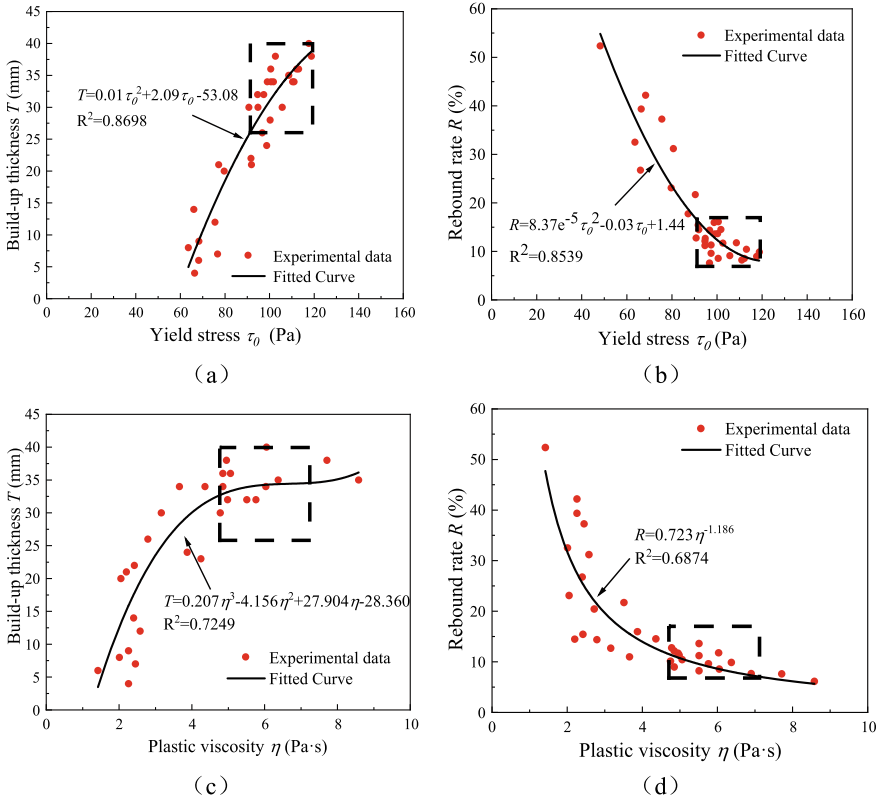 45
40
35
30
25
20
15
10
5
0
Build-up thickness T (mm)
T=0.01τ₀²+2.09τ₀-53.08
R²=0.8698
Experimental data
Fitted Curve
0 20 40 60 80 100 120 140 160
Yield stress τ₀ (Pa)
（a）
60
50
40
30
20
10
0
Rebound rate R (%)
Experimental data
Fitted Curve
R=8.37e⁻⁵τ₀²-0.03τ₀+1.44
R²=0.8539
0 20 40 60 80 100 120 140 160
Yield stress τ₀ (Pa)
（b）
45
40
35
30
25
20
15
10
5
0
Build-up thickness T (mm)
T=0.207η³-4.156η²+27.904η-28.360
R²=0.7249
Experimental data
Fitted Curve
0 2 4 6 8 10
Plastic viscosity η (Pa·s)
（c）
60
50
40
30
20
10
0
Rebound rate R (%)
Experimental data
Fitted Curve
R=0.723η⁻¹·¹⁸⁶
R²=0.6874
0 2 4 6 8 10
Plastic viscosity η (Pa·s)
（d）